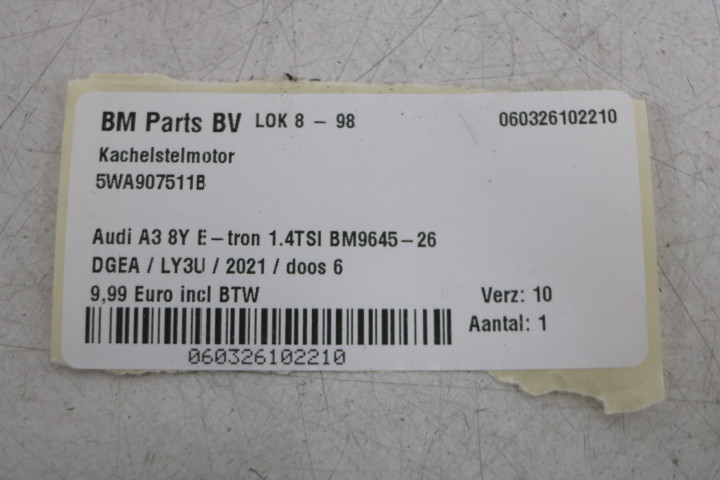 BM Parts BV LOK 8 - 98 060326102210
Kachelstelmotor
5WA907511B
Audi A3 8Y E-tron 1.4TSI BM9645-26
DGEA / LY3U / 2021 / doos 6
9,99 Euro incl BTW Verz: 10
Aantal: 1
060326102210